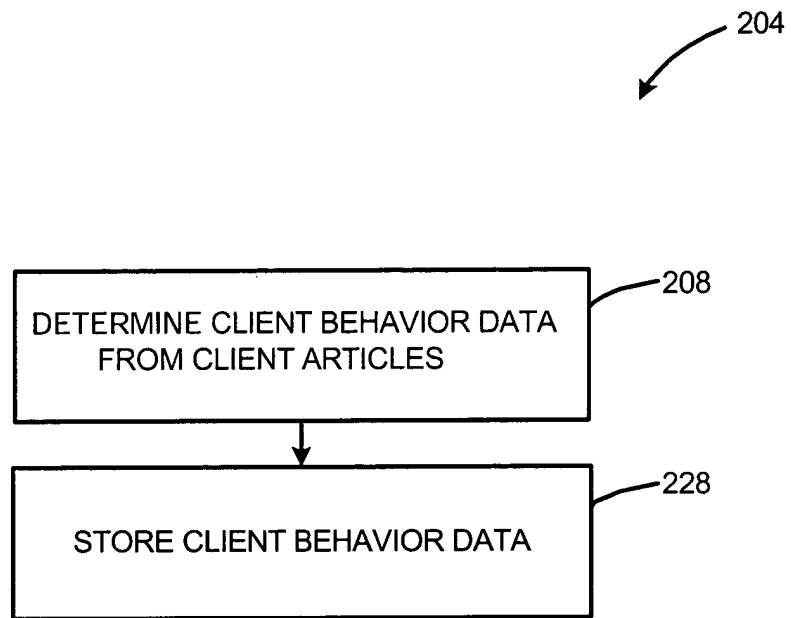 204
208
DETERMINE CLIENT BEHAVIOR DATA
FROM CLIENT ARTICLES
228
STORE CLIENT BEHAVIOR DATA